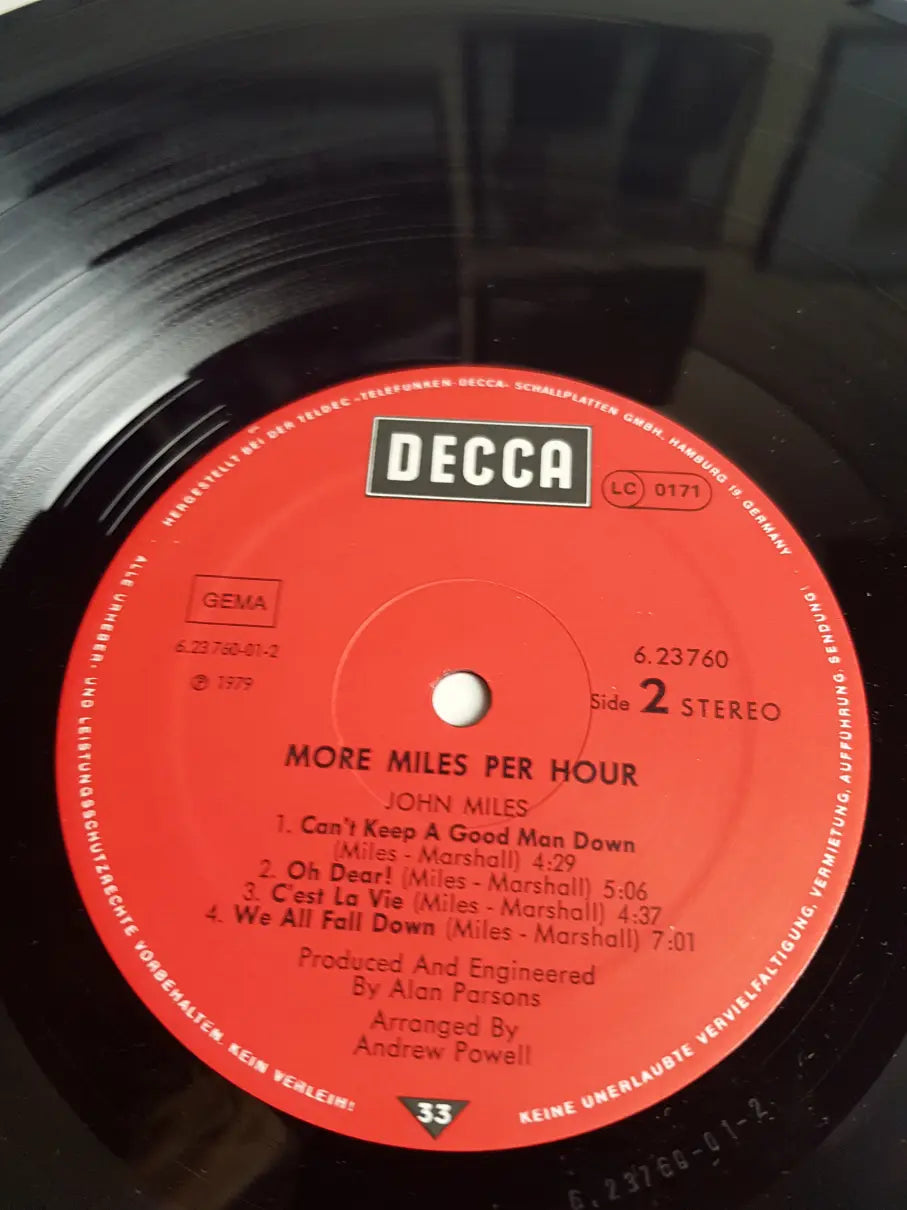 HERGESTELLT BEI DER TELDEC »TELEFUNKEN-DECCA« SCHALLPLATTEN GMBH, HAMBURG 19, GERMANY ·
DECCA
LC 0171
GEMA
6.23760-01-2
℗ 1979
6.23760
Side 2 STEREO
MORE MILES PER HOUR
JOHN MILES
1. Can't Keep A Good Man Down
(Miles - Marshall) 4:29
2. Oh Dear! (Miles - Marshall) 5:06
3. C'est La Vie (Miles - Marshall) 4:37
4. We All Fall Down (Miles - Marshall) 7:01
Produced And Engineered
By Alan Parsons
Arranged By
Andrew Powell
33
ALLE URHEBER- UND LEISTUNGSSCHUTZRECHTE VORBEHALTEN. KEIN VERLEIH!
KEINE UNERLAUBTE VERVIELFÄLTIGUNG, VERMIETUNG, AUFFÜHRUNG, SENDUNG!
6.23760-01-2